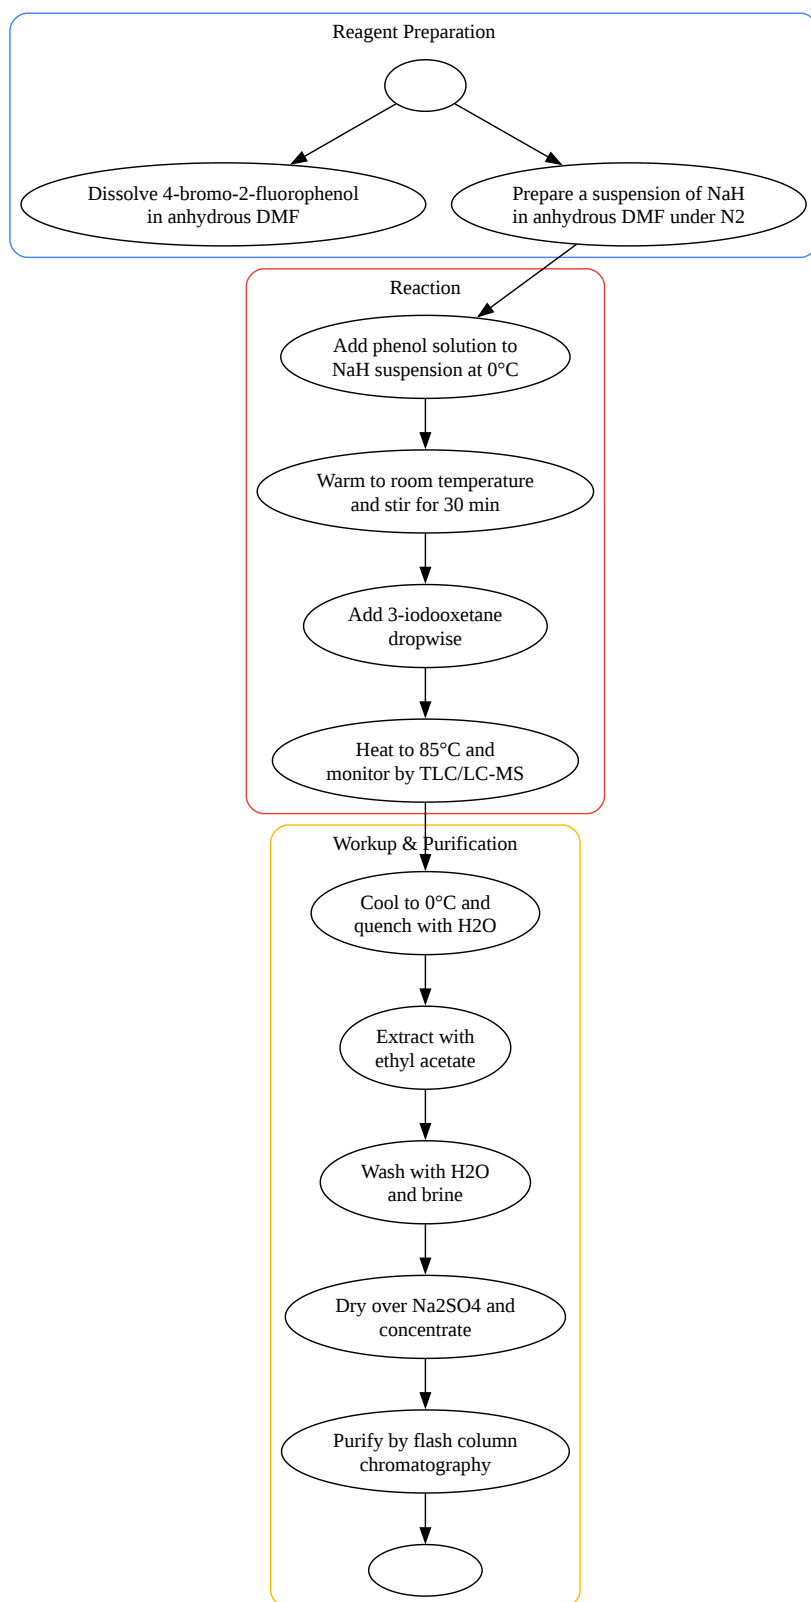 Reagent Preparation
Dissolve 4-bromo-2-fluorophenol
in anhydrous DMF
Prepare a suspension of NaH
in anhydrous DMF under N2
Reaction
Add phenol solution to
NaH suspension at 0°C
Warm to room temperature
and stir for 30 min
Add 3-iodooxetane
dropwise
Heat to 85°C and
monitor by TLC/LC-MS
Workup & Purification
Cool to 0°C and
quench with H2O
Extract with
ethyl acetate
Wash with H2O
and brine
Dry over Na2SO4 and
concentrate
Purify by flash column
chromatography